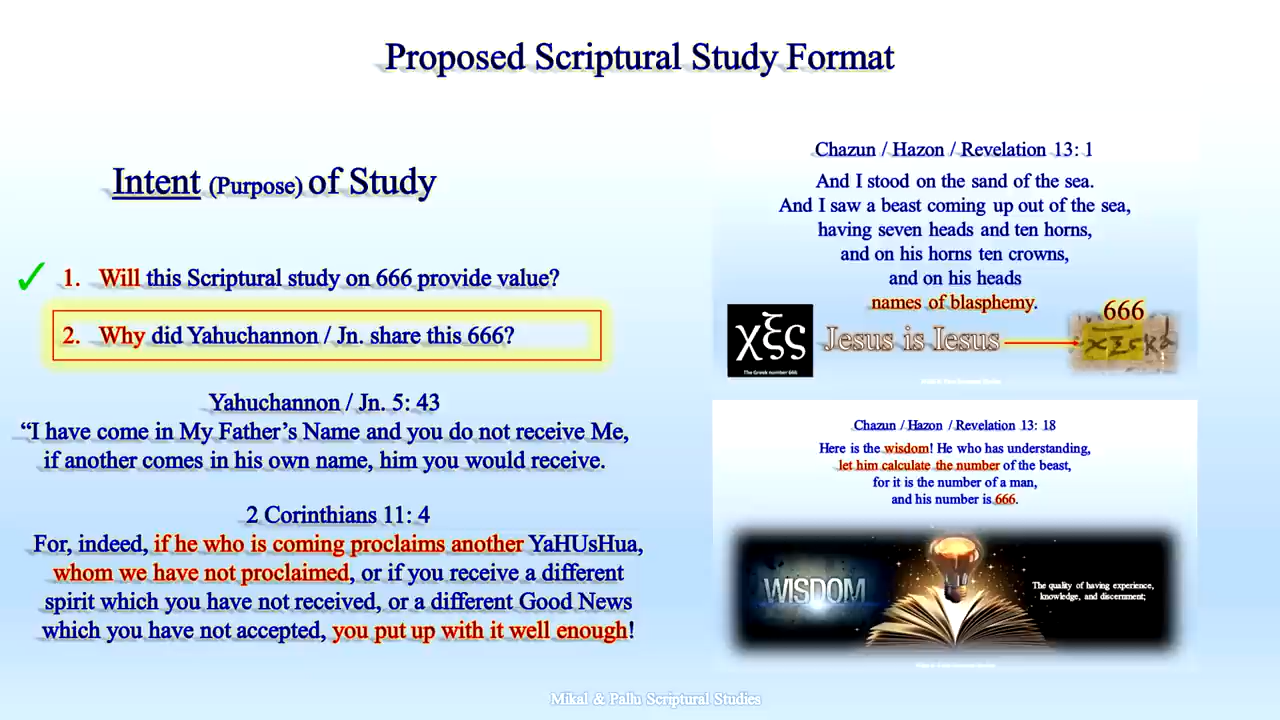 Proposed Scriptural Study Format
Intent (Purpose) of Study
✓ 1. Will this Scriptural study on 666 provide value?
2. Why did Yahuchannon / Jn. share this 666?
Yahuchannon / Jn. 5: 43
“I have come in My Father’s Name and you do not receive Me,
if another comes in his own name, him you would receive.
2 Corinthians 11: 4
For, indeed, if he who is coming proclaims another YaHUsHua,
whom we have not proclaimed, or if you receive a different
spirit which you have not received, or a different Good News
which you have not accepted, you put up with it well enough!
Chazun / Hazon / Revelation 13: 1
And I stood on the sand of the sea.
And I saw a beast coming up out of the sea,
having seven heads and ten horns,
and on his horns ten crowns,
and on his heads
names of blasphemy.
χξς
The Greek number 666
Jesus is Iesus
666
Chazun / Hazon / Revelation 13: 18
Here is the wisdom! He who has understanding,
let him calculate the number of the beast,
for it is the number of a man,
and his number is 666.
WISDOM
The quality of having experience,
knowledge, and discernment;
Mikal & Pallu Scriptural Studies